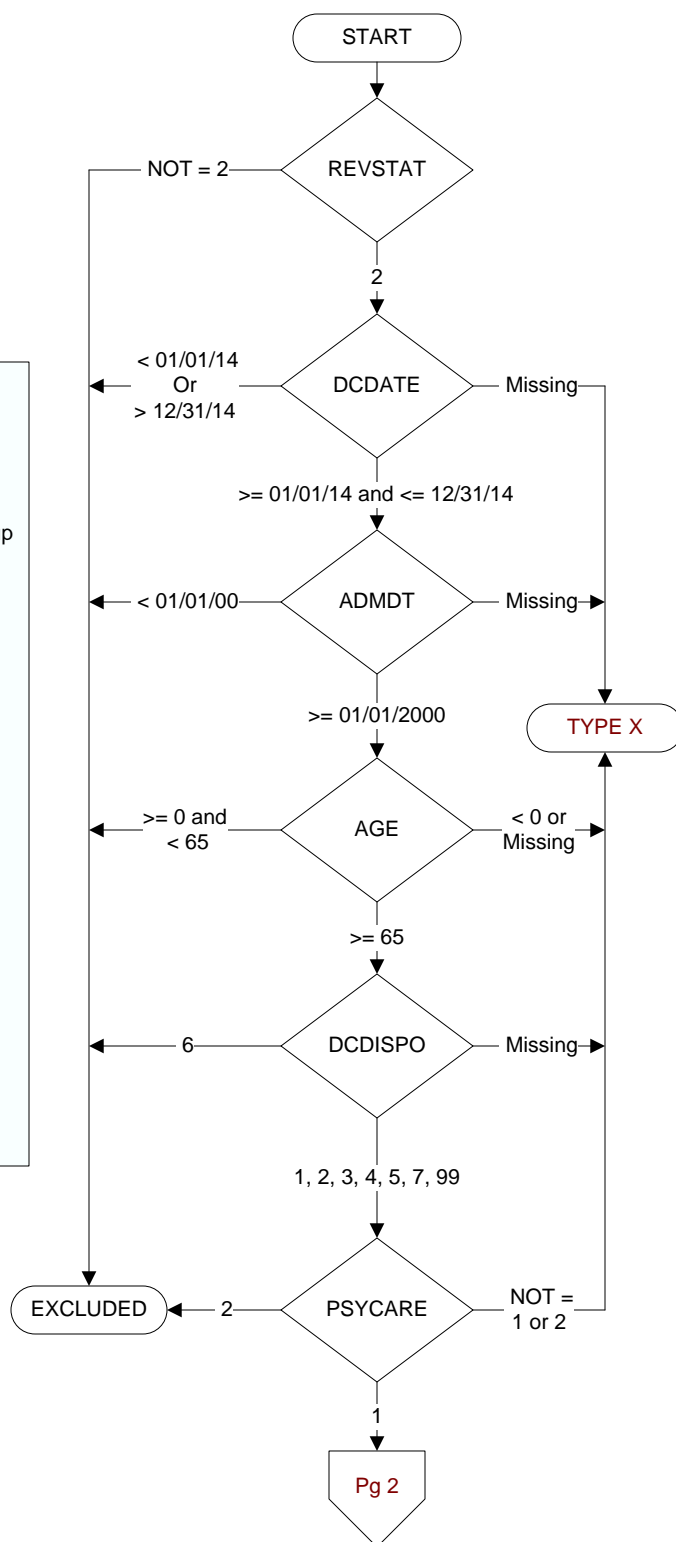 START
REVSTAT
NOT = 2
2
< 01/01/14
Or
> 12/31/14
DCDATE
Missing
>= 01/01/14 and <= 12/31/14
< 01/01/00
ADMDT
Missing
>= 01/01/2000
TYPE X
>= 0 and
< 65
AGE
< 0 or
Missing
>= 65
6
DCDISPO
Missing
1, 2, 3, 4, 5, 7, 99
EXCLUDED
2
PSYCARE
NOT =
1 or 2
1
Pg 2